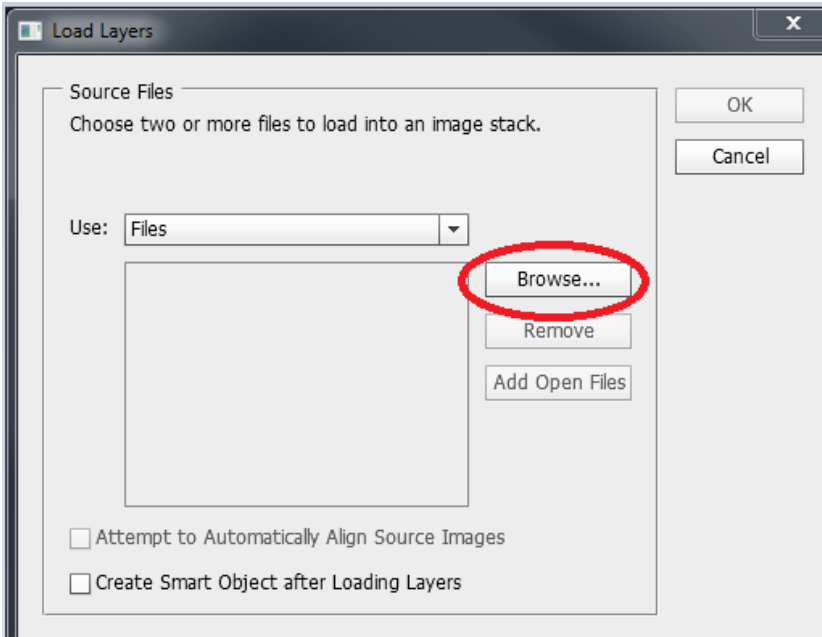 Load Layers
X
Source Files
Choose two or more files to load into an image stack.
OK
Cancel
Use: Files
Browse...
Remove
Add Open Files
Attempt to Automatically Align Source Images
Create Smart Object after Loading Layers